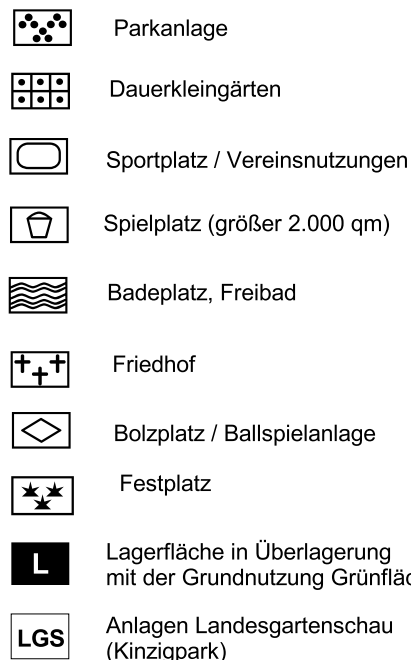 Parkanlage
Dauerkleingärten
Sportplatz / Vereinsnutzungen
Spielplatz (größer 2.000 qm)
Badeplatz, Freibad
Friedhof
Bolzplatz / Ballspielanlage
Festplatz
L Lagerfläche in Überlagerung
mit der Grundnutzung
LGS Anlagen Landesgartenschau
(Kinzigpark)